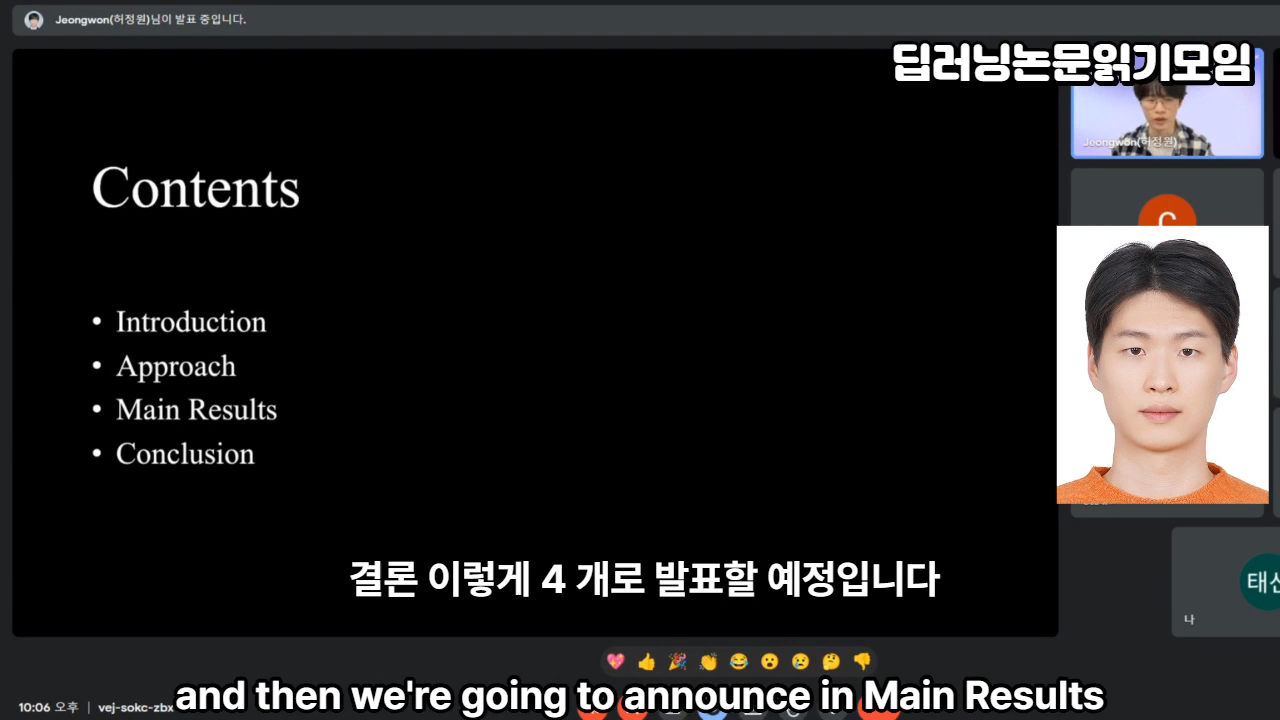 Jeongwon(허정원)님이 발표 중입니다.
딥러닝논문읽기모임
Jeongwon(허정원)
Contents
• Introduction
• Approach
• Main Results
• Conclusion
결론 이렇게 4 개로 발표할 예정입니다
나
10:06 오후 | vej-sokc-zbx
and then we're going to announce in Main Results